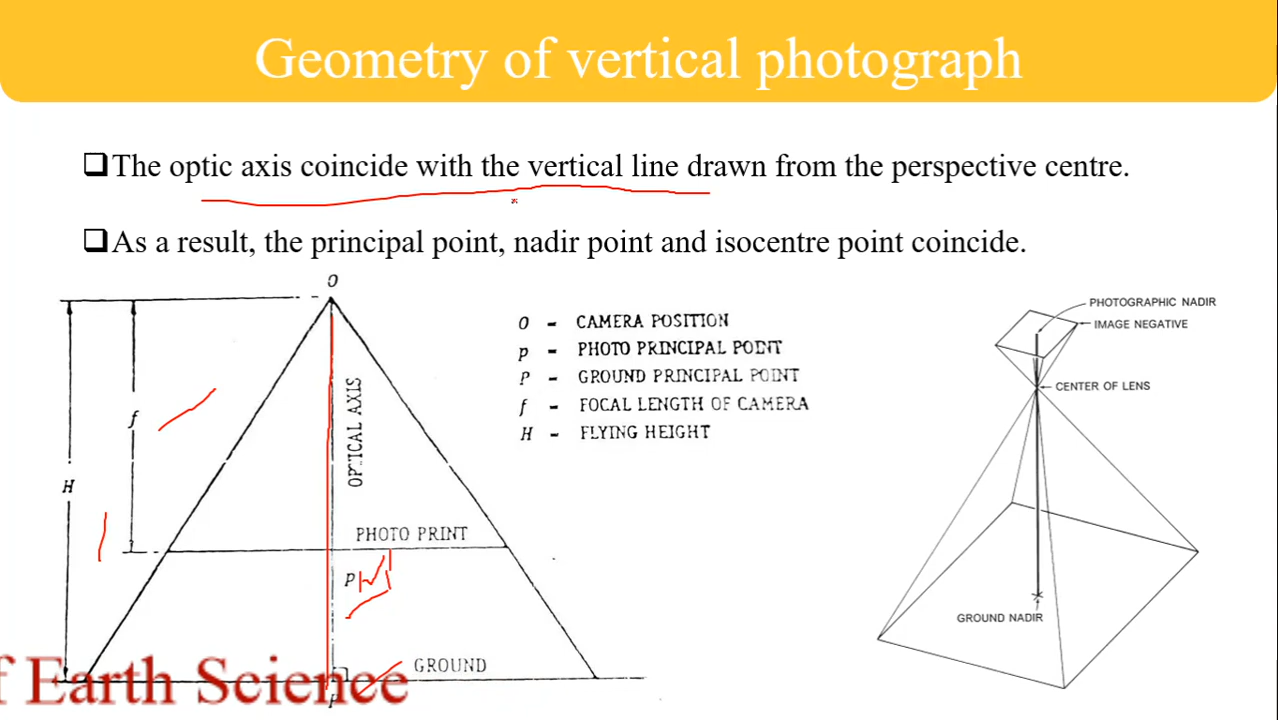 Geometry of vertical photograph
❑The optic axis coincide with the vertical line drawn from the perspective centre.
❑As a result, the principal point, nadir point and isocentre point coincide.
O
O - CAMERA POSITION
p - PHOTO PRINCIPAL POINT
P - GROUND PRINCIPAL POINT
f - FOCAL LENGTH OF CAMERA
H - FLYING HEIGHT
f
H
OPTICAL AXIS
PHOTO PRINT
P
GROUND
P
PHOTOGRAPHIC NADIR
IMAGE NEGATIVE
CENTER OF LENS
GROUND NADIR
f Earth Science